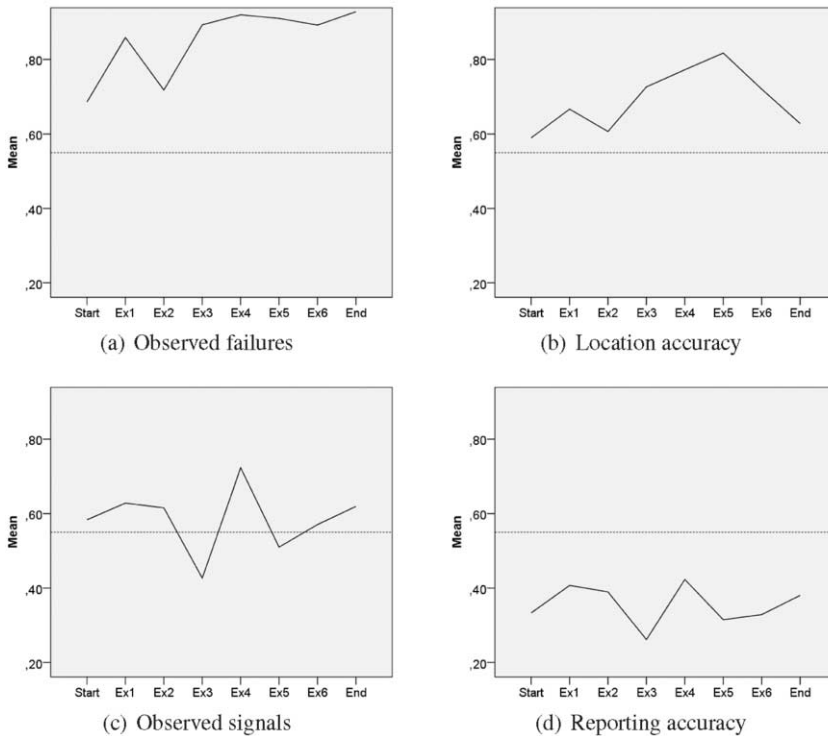 Mean
,80
,60
,40
,20
Start Ex1 Ex2 Ex3 Ex4 Ex5 Ex6 End
(a) Observed failures
Mean
,80
,60
,40
,20
Start Ex1 Ex2 Ex3 Ex4 Ex5 Ex6 End
(b) Location accuracy
Mean
,80
,60
,40
,20
Start Ex1 Ex2 Ex3 Ex4 Ex5 Ex6 End
(c) Observed signals
Mean
,80
,60
,40
,20
Start Ex1 Ex2 Ex3 Ex4 Ex5 Ex6 End
(d) Reporting accuracy